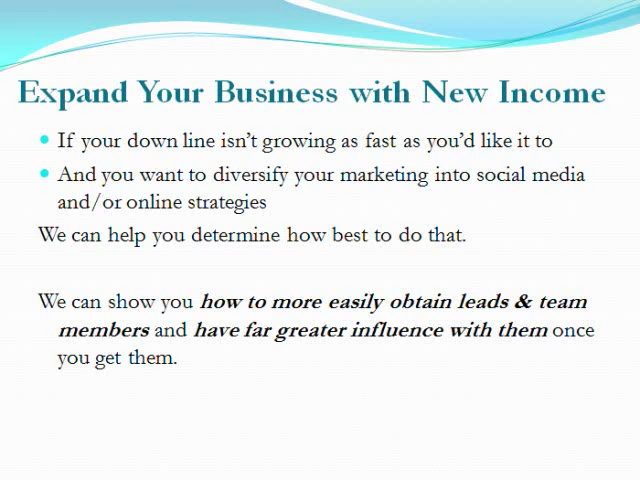 Expand Your Business with New Income
If your down line isn't growing as fast as you'd like it to
And you want to diversify your marketing into social media
and/or online strategies
We can help you determine how best to do that.
We can show you how to more easily obtain leads & team
members and have far greater influence with them once
you get them.